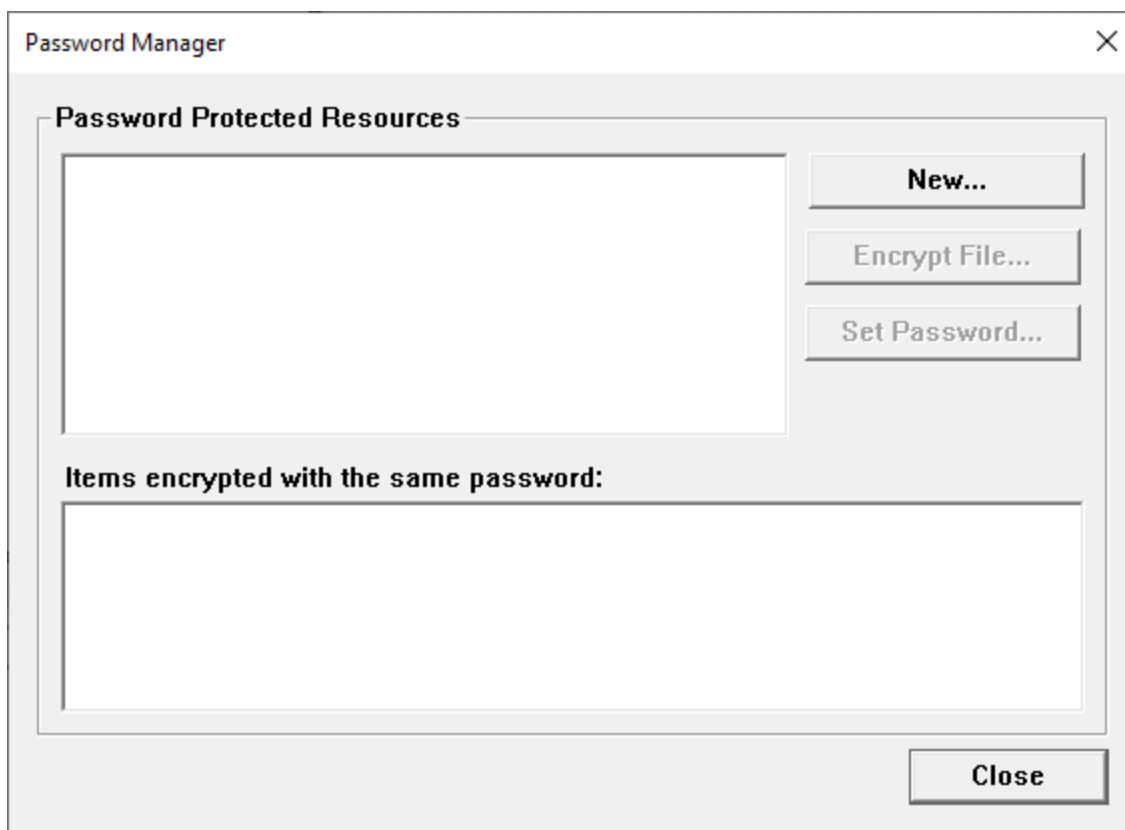 Password Manager
Password Protected Resources
New...
Encrypt File...
Set Password...
Items encrypted with the same password:
Close